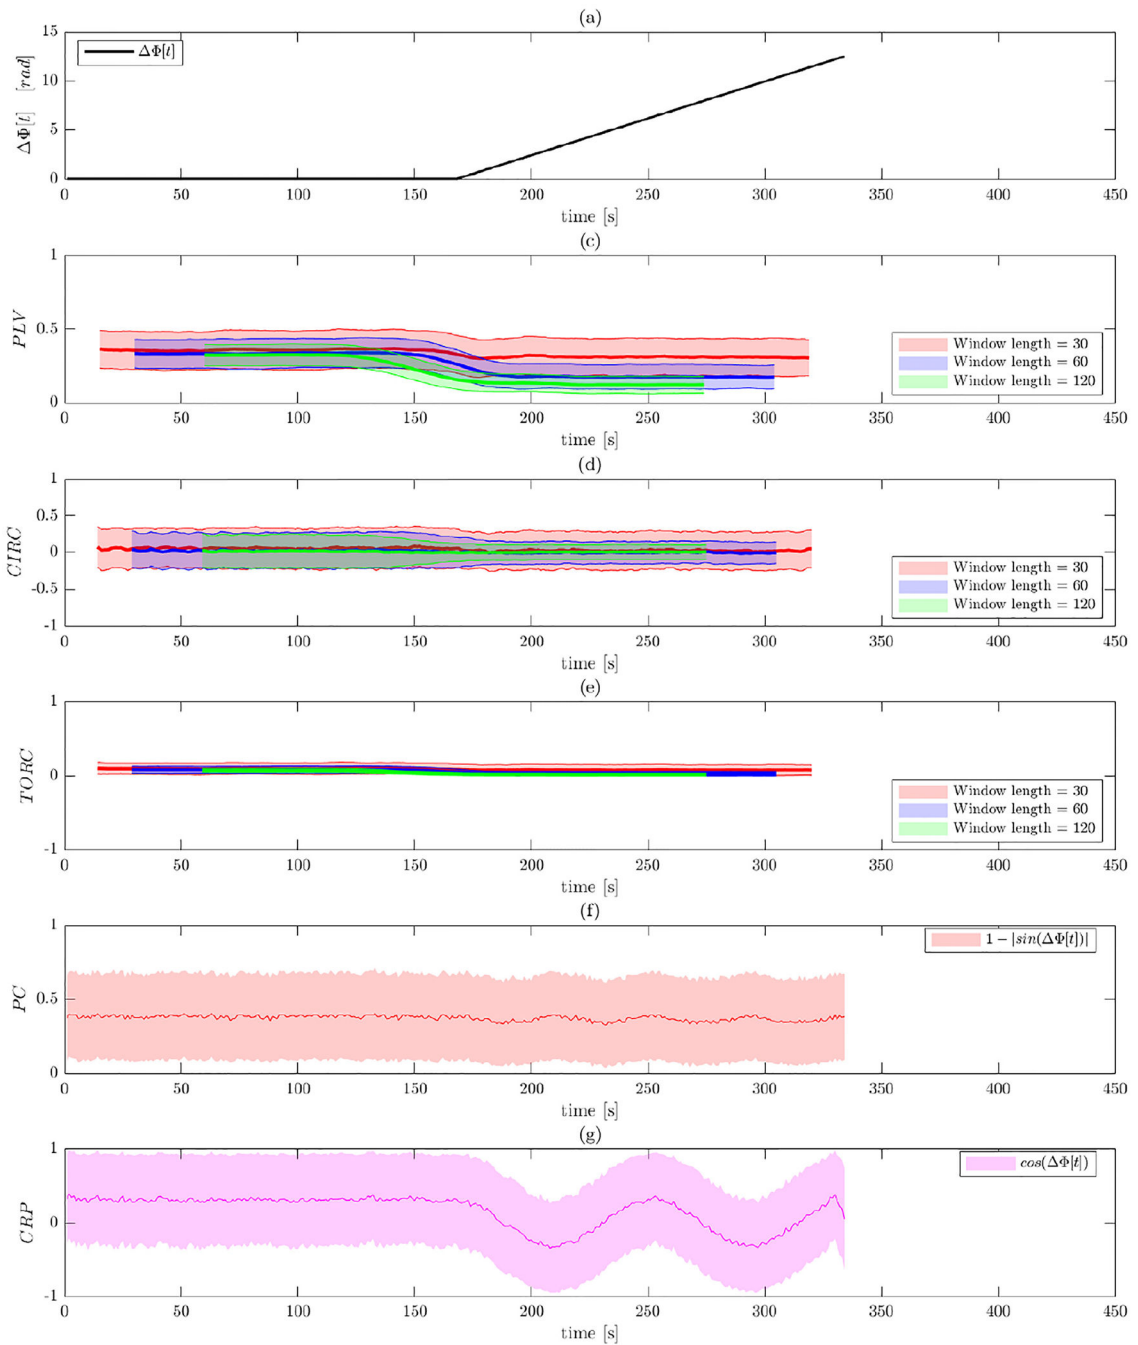 (a)
15
10
5
0
ΔΦ[t] [rad]
ΔΦ[t]
0 50 100 150 200 250 300 350 400 450
time [s]
(c)
1
0.5
0
PLV
Window length = 30
Window length = 60
Window length = 120
0 50 100 150 200 250 300 350 400 450
time [s]
(d)
1
0.5
0
-0.5
-1
CIRC
Window length = 30
Window length = 60
Window length = 120
0 50 100 150 200 250 300 350 400 450
time [s]
(e)
1
0
-1
TORC
Window length = 30
Window length = 60
Window length = 120
0 50 100 150 200 250 300 350 400 450
time [s]
(f)
1
0.5
0
PC
1 − |sin(ΔΦ[t])|
0 50 100 150 200 250 300 350 400 450
time [s]
(g)
1
0
-1
CRP
cos(ΔΦ[t])
0 50 100 150 200 250 300 350 400 450
time [s]